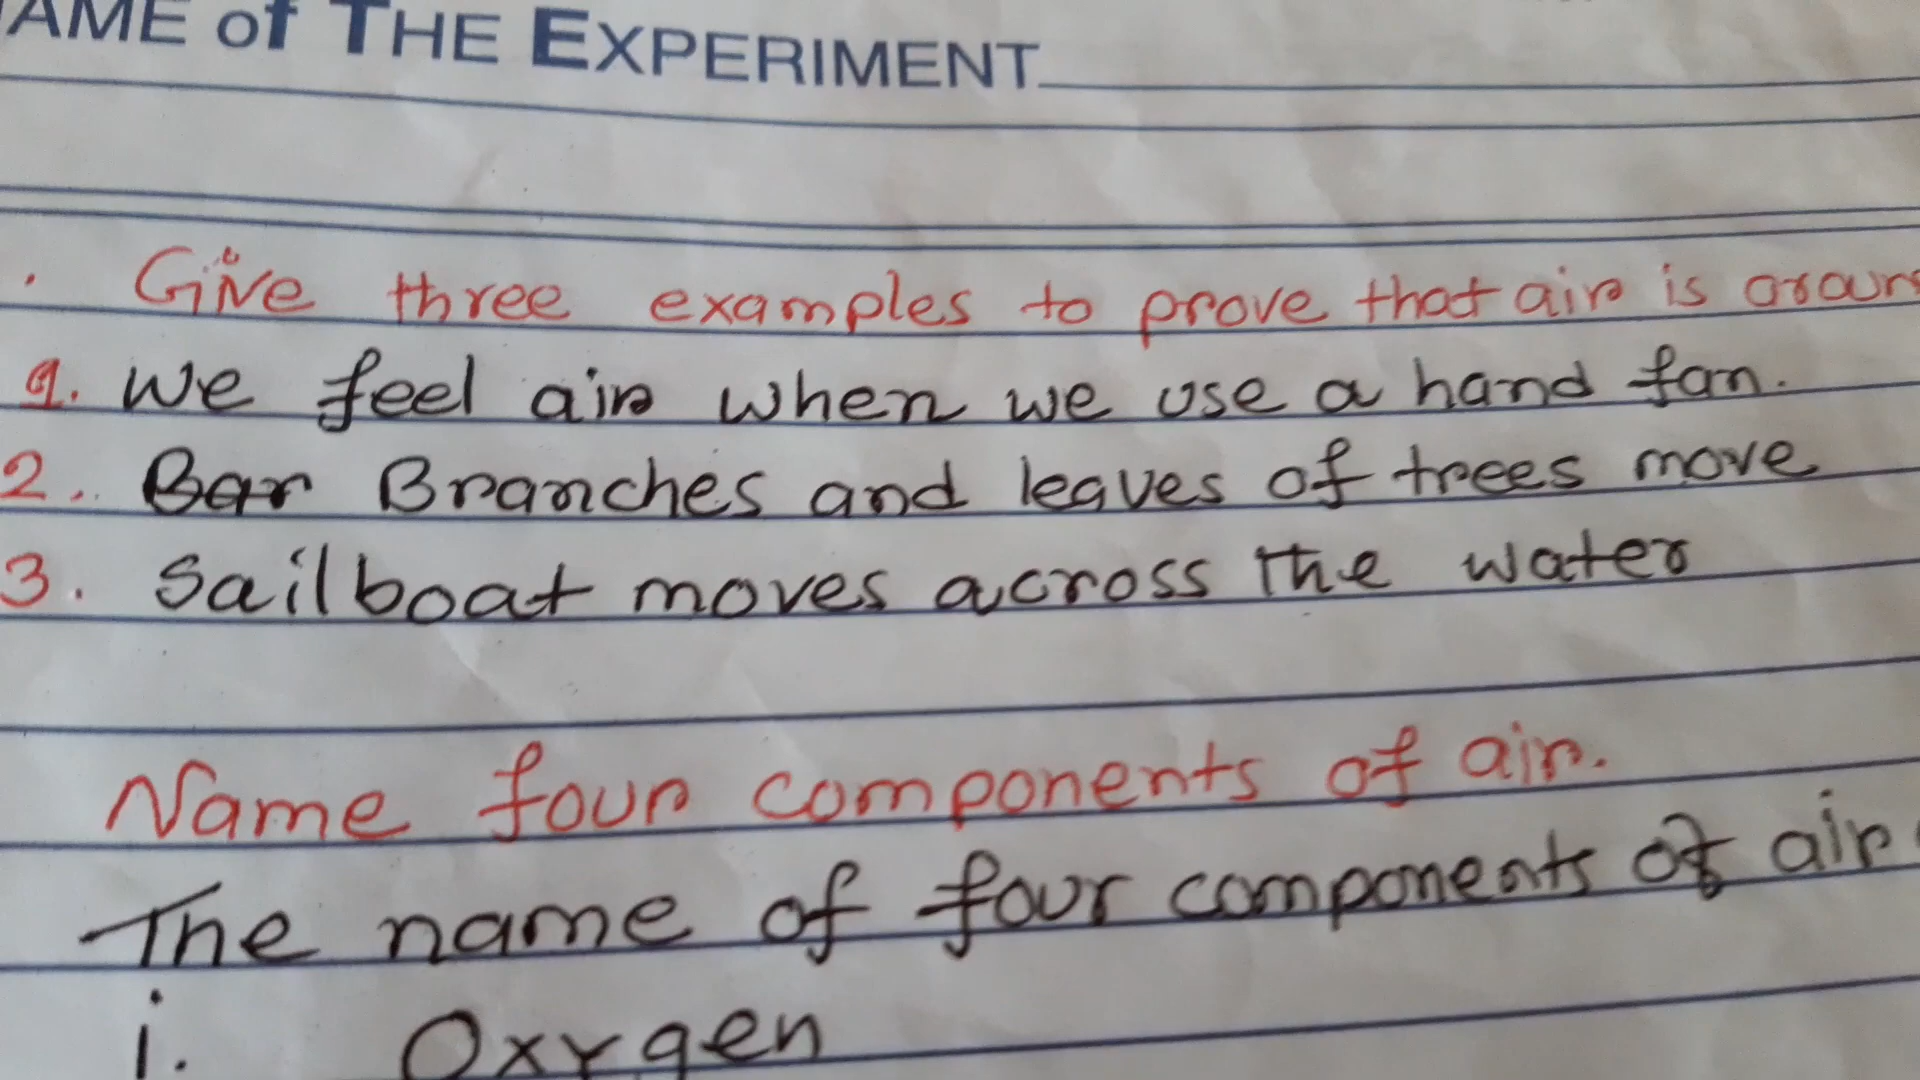 AME of THE EXPERIMENT
. Give three examples to prove that air is aroun
1. We feel air when we use a hand fan.
2. Branches and leaves of trees move
3. Sailboat moves across the water
Name four components of air.
The name of four components of air
i. Oxygen